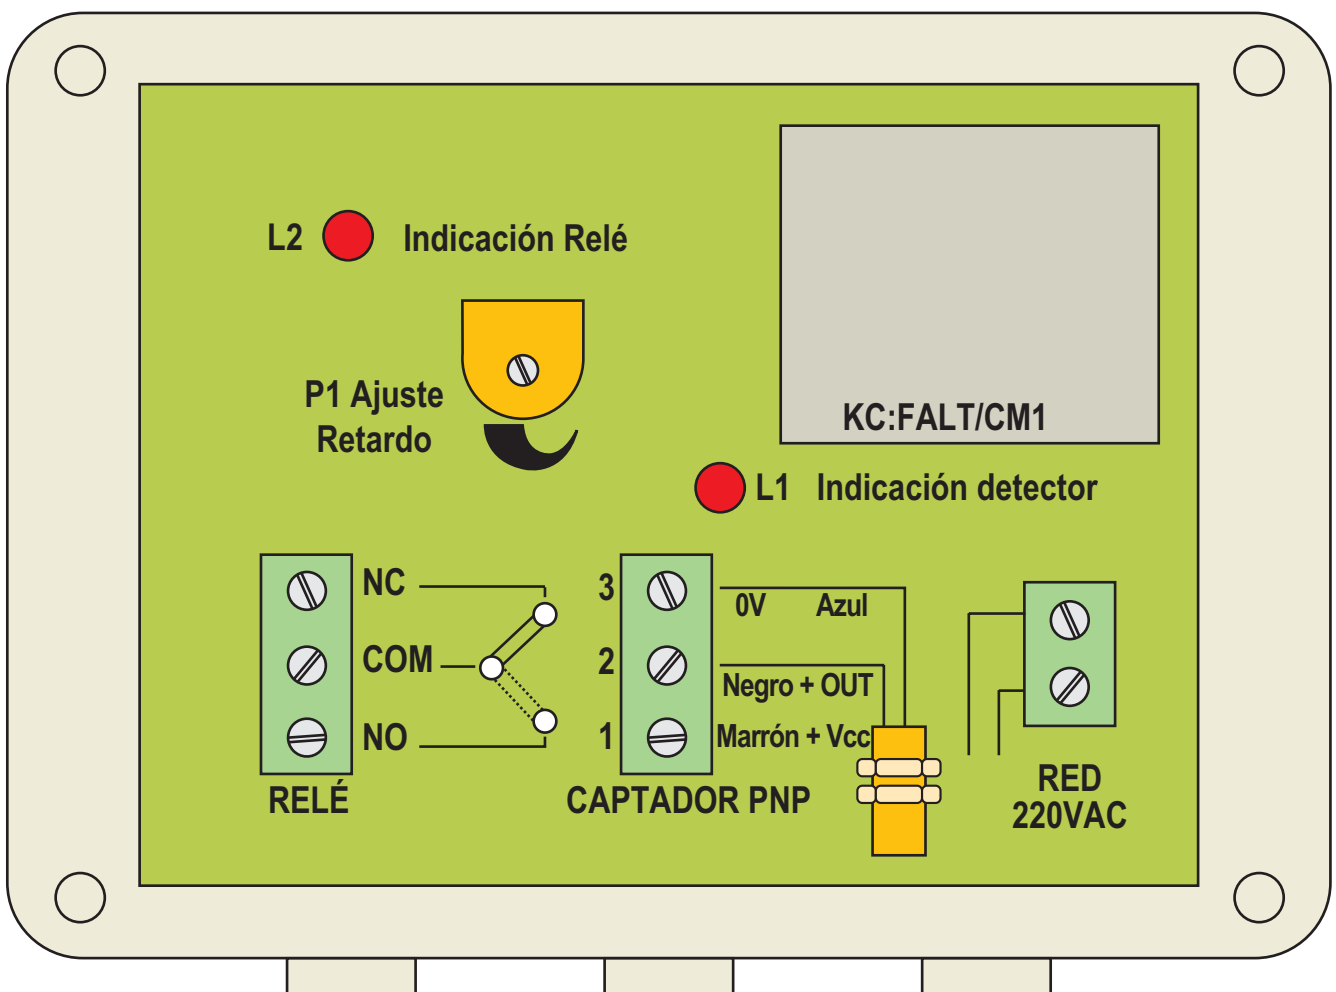 L2 Indicación Relé
P1 Ajuste
Retardo
KC:FALT/CM1
L1 Indicación detector
NC
COM
NO
RELÉ
3
0V Azul
2
Negro + OUT
1
Marrón + Vcc
CAPTADOR PNP
RED
220VAC